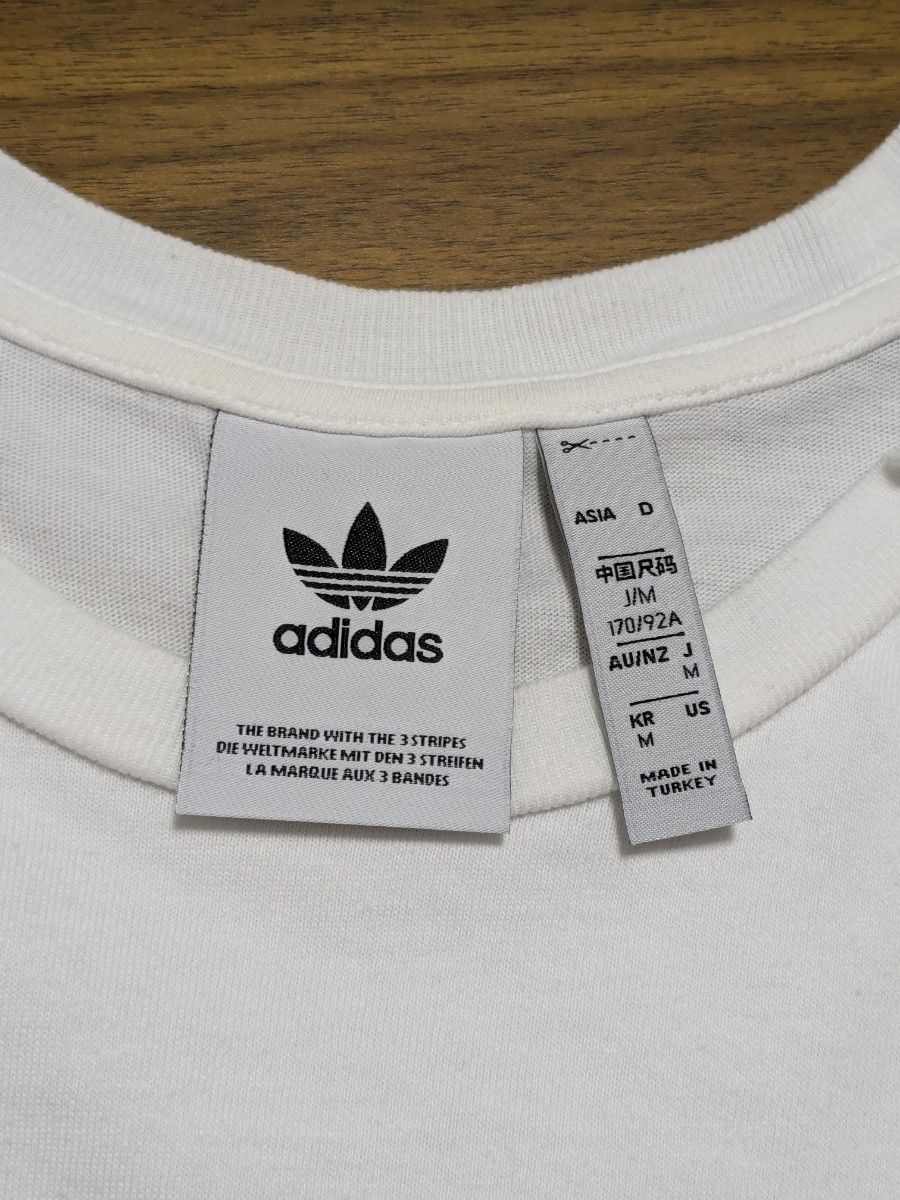 adidas
THE BRAND WITH THE 3 STRIPES
DIE WELTMARKE MIT DEN 3 STREIFEN
LA MARQUE AUX 3 BANDES
ASIA D
中国尺码
J/M
170/92A
AU/NZ J
M
KR US
M
MADE IN
TURKEY